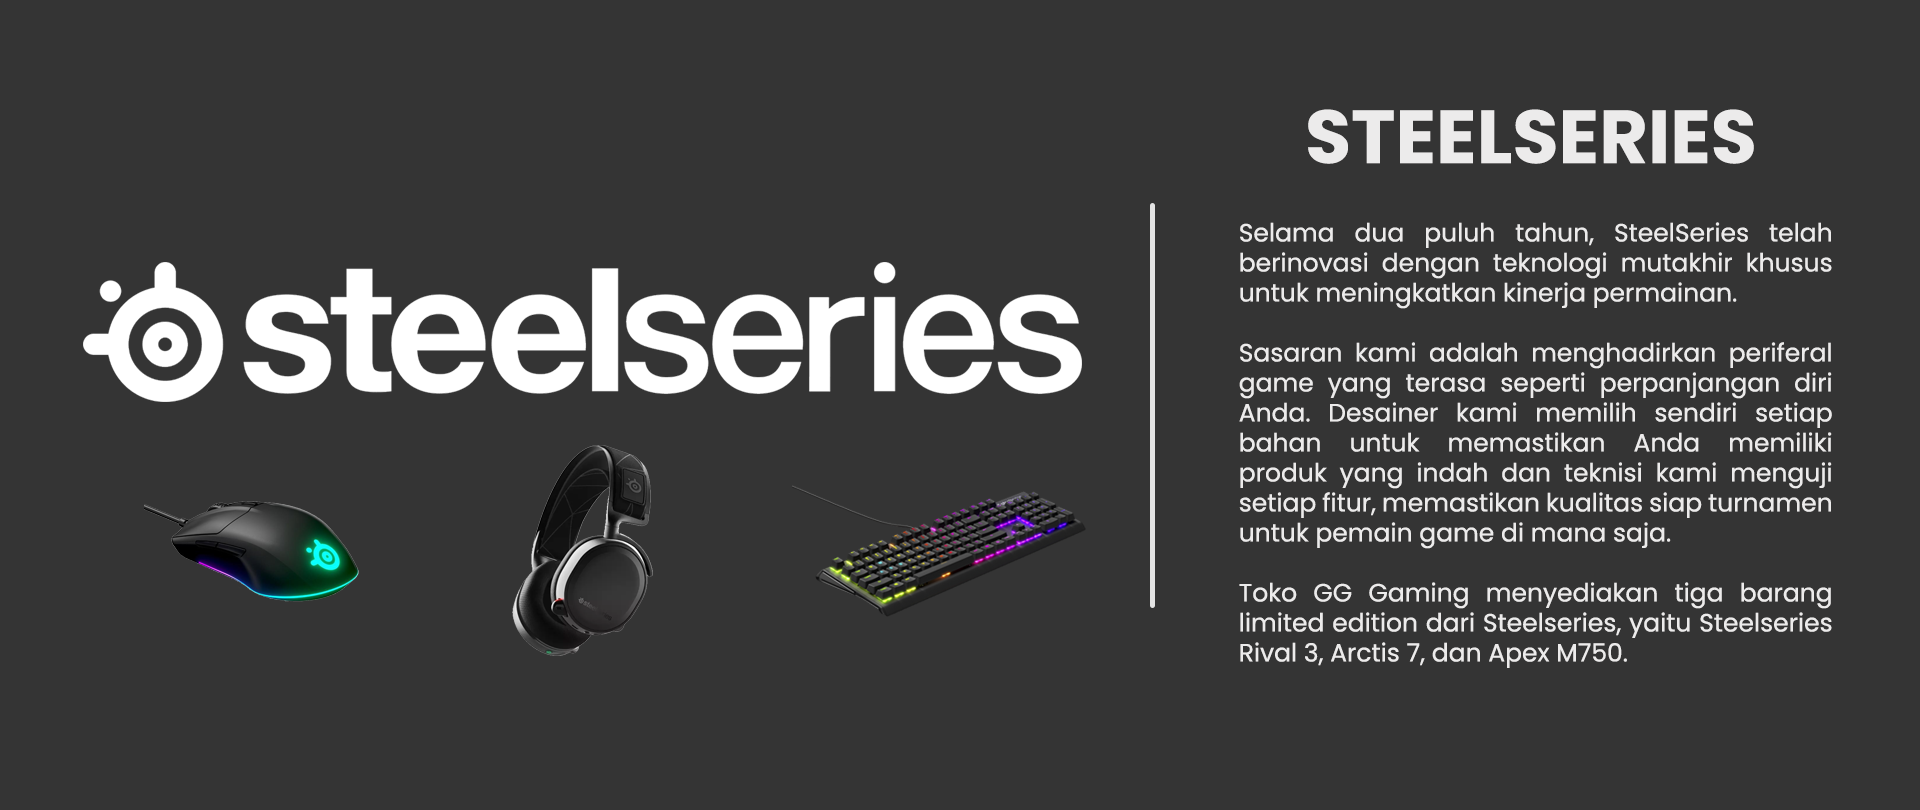 steelseries
STEELSERIES
Selama dua puluh tahun, SteelSeries telah
berinovasi dengan teknologi mutakhir khusus
untuk meningkatkan kinerja permainan.
Sasaran kami adalah menghadirkan periferal
game yang terasa seperti perpanjangan diri
Anda. Desainer kami memilih sendiri setiap
bahan untuk memastikan Anda memiliki
produk yang indah dan teknisi kami menguji
setiap fitur, memastikan kualitas siap turnamen
untuk pemain game di mana saja.
Toko GG Gaming menyediakan tiga barang
limited edition dari Steelseries, yaitu Steelseries
Rival 3, Arctis 7, dan Apex M750.